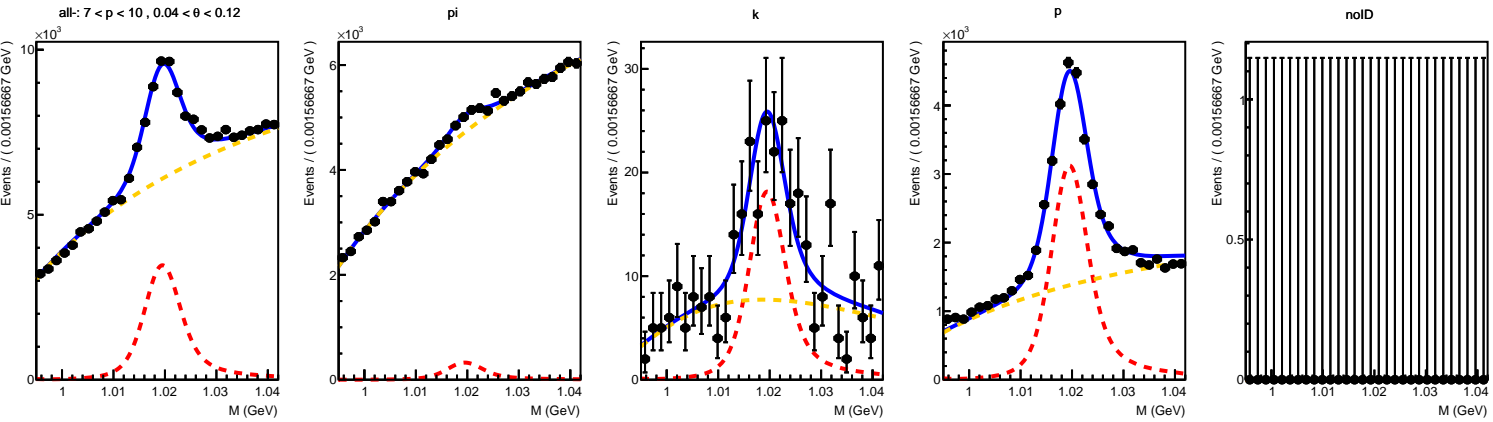 all-: 7 < p < 10 , 0.04 < θ < 0.12
×10³
Events / ( 0.00156667 GeV )
10
5
0
1 1.01 1.02 1.03 1.04
M (GeV)
pi
×10³
Events / ( 0.00156667 GeV )
6
4
2
0
1 1.01 1.02 1.03 1.04
M (GeV)
k
Events / ( 0.00156667 GeV )
30
20
10
0
1 1.01 1.02 1.03 1.04
M (GeV)
p
×10³
Events / ( 0.00156667 GeV )
4
3
2
1
0
1 1.01 1.02 1.03 1.04
M (GeV)
noID
Events / ( 0.00156667 GeV )
1
0.5
0
1 1.01 1.02 1.03 1.04
M (GeV)